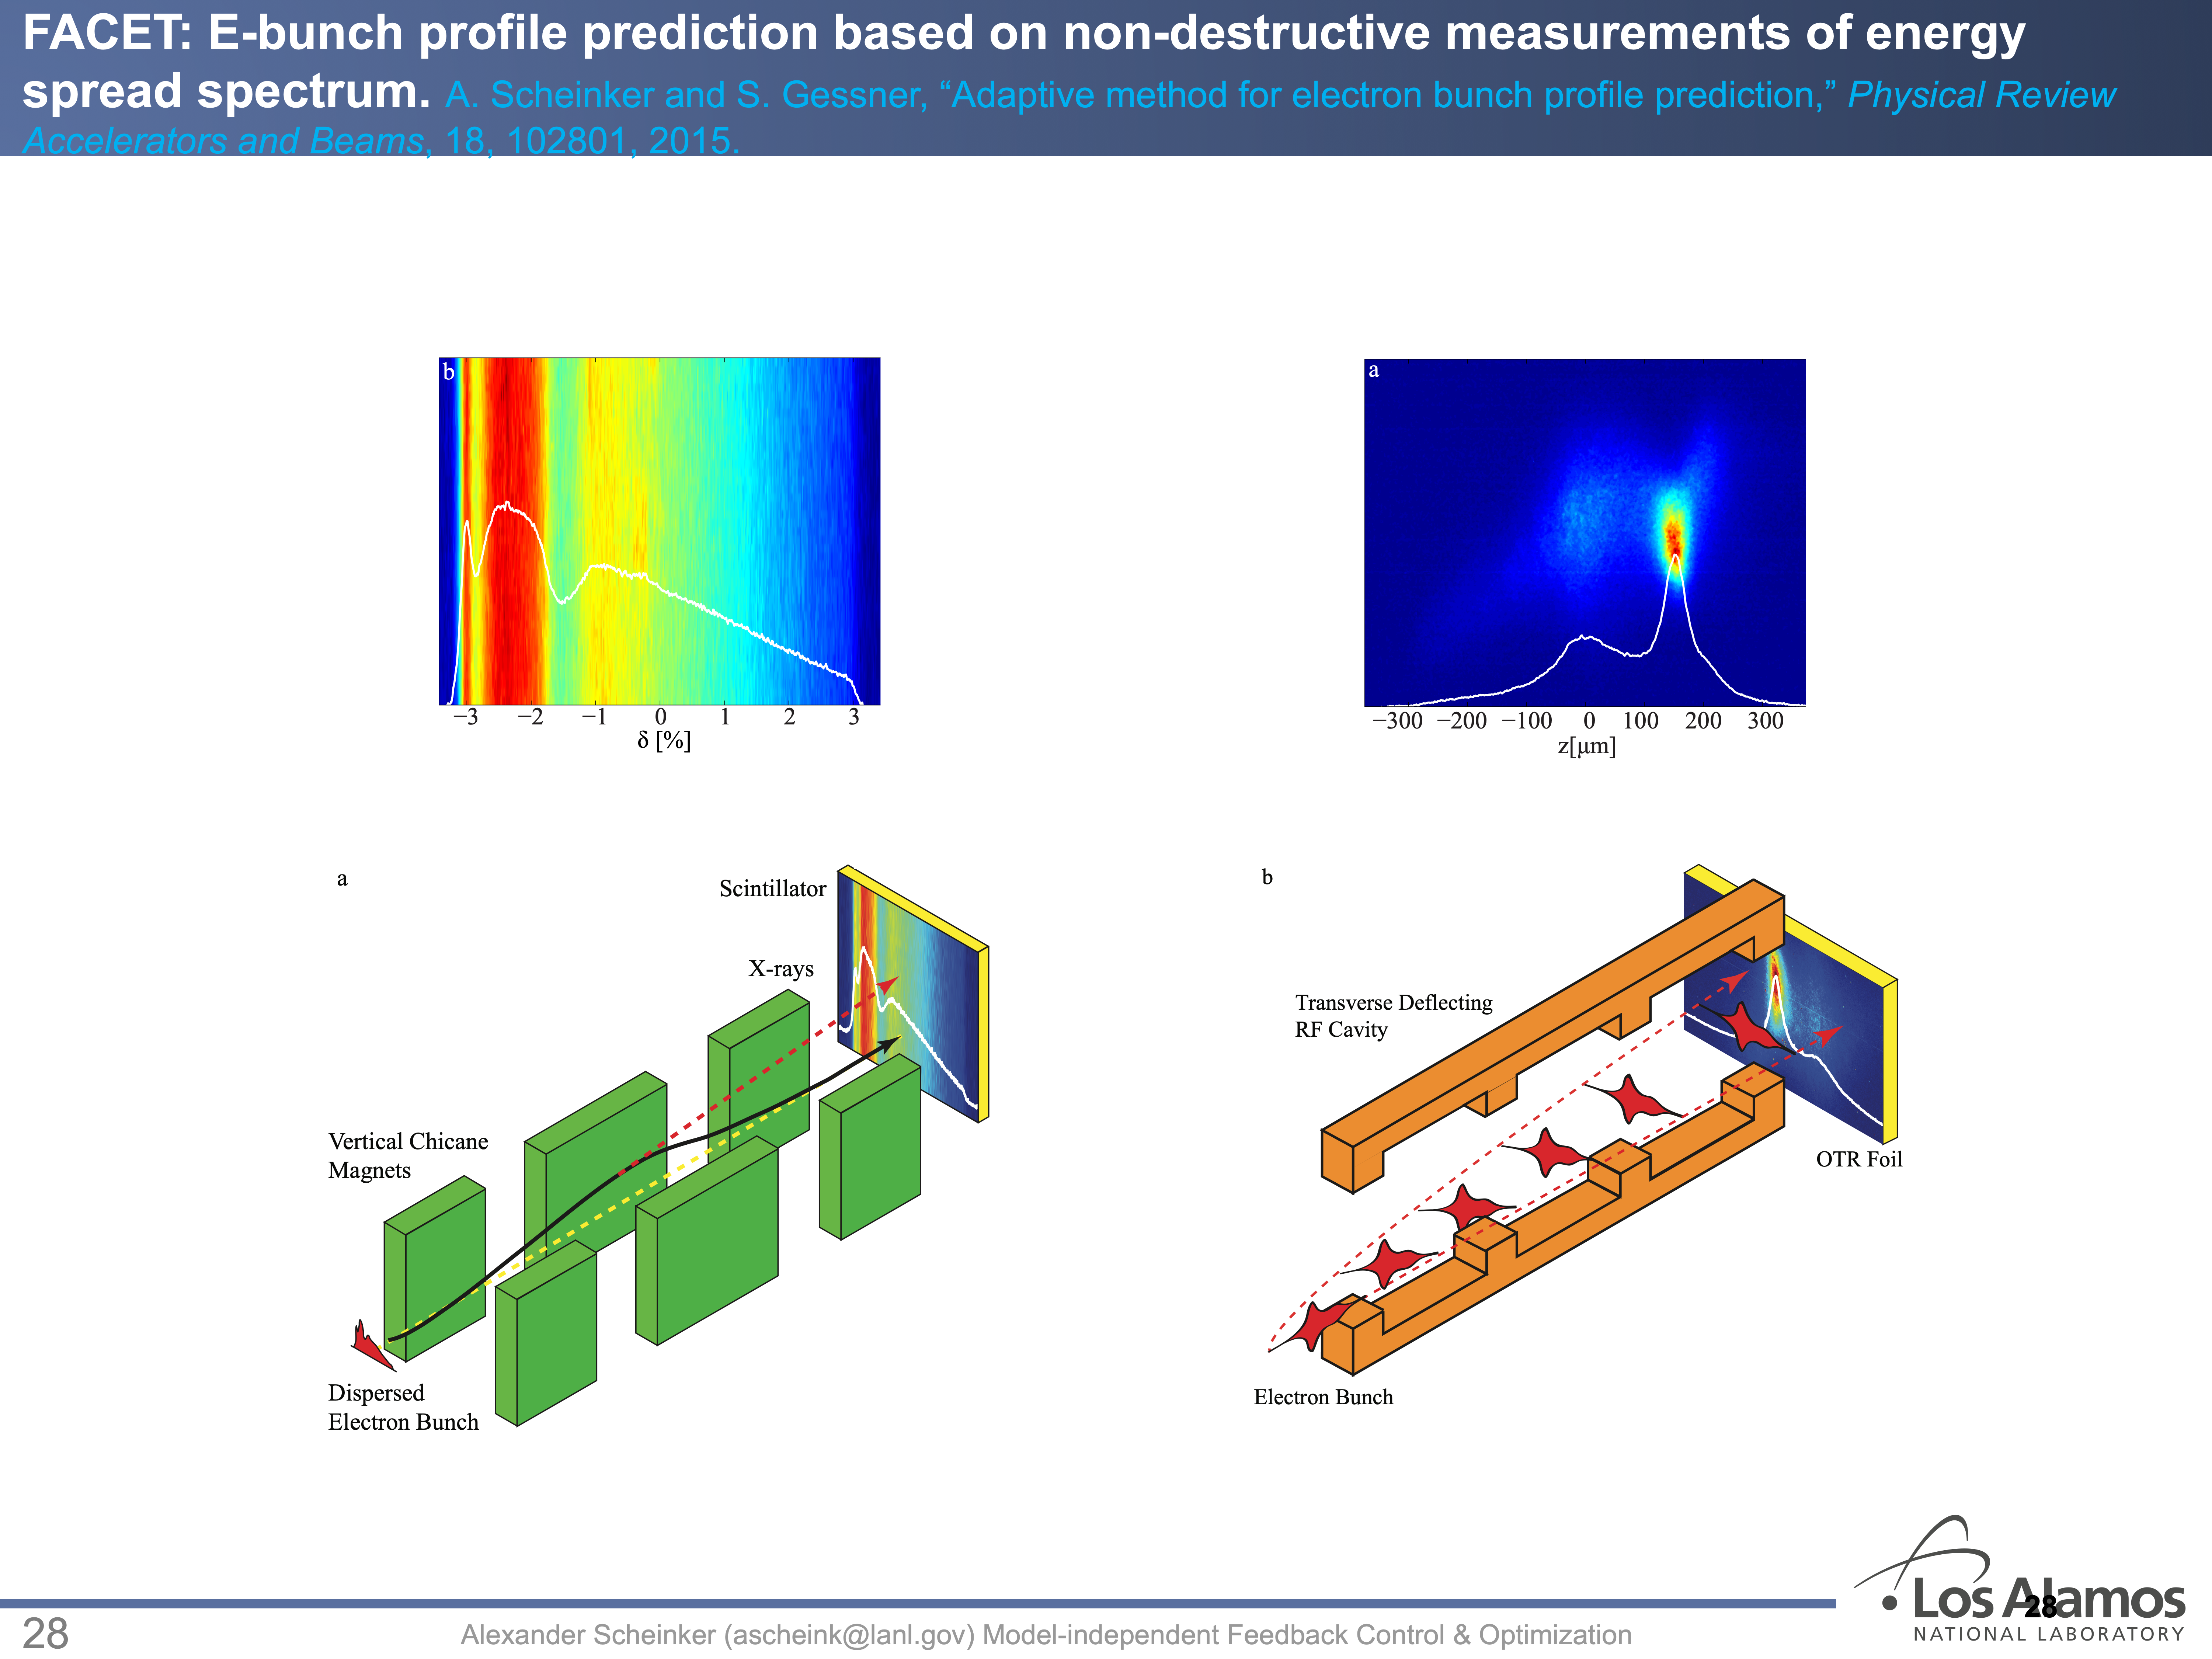 FACET: E-bunch profile prediction based on non-destructive measurements of energy
spread spectrum. A. Scheinker and S. Gessner, “Adaptive method for electron bunch profile prediction,” Physical Review
Accelerators and Beams, 18, 102801, 2015.
b
−3 −2 −1 0 1 2 3
δ [%]
a
−300 −200 −100 0 100 200 300
z[μm]
a
Scintillator
X-rays
Vertical Chicane
Magnets
Dispersed
Electron Bunch
b
Transverse Deflecting
RF Cavity
OTR Foil
Electron Bunch
28
Alexander Scheinker (ascheink@lanl.gov) Model-independent Feedback Control & Optimization
Los Alamos
NATIONAL LABORATORY
28